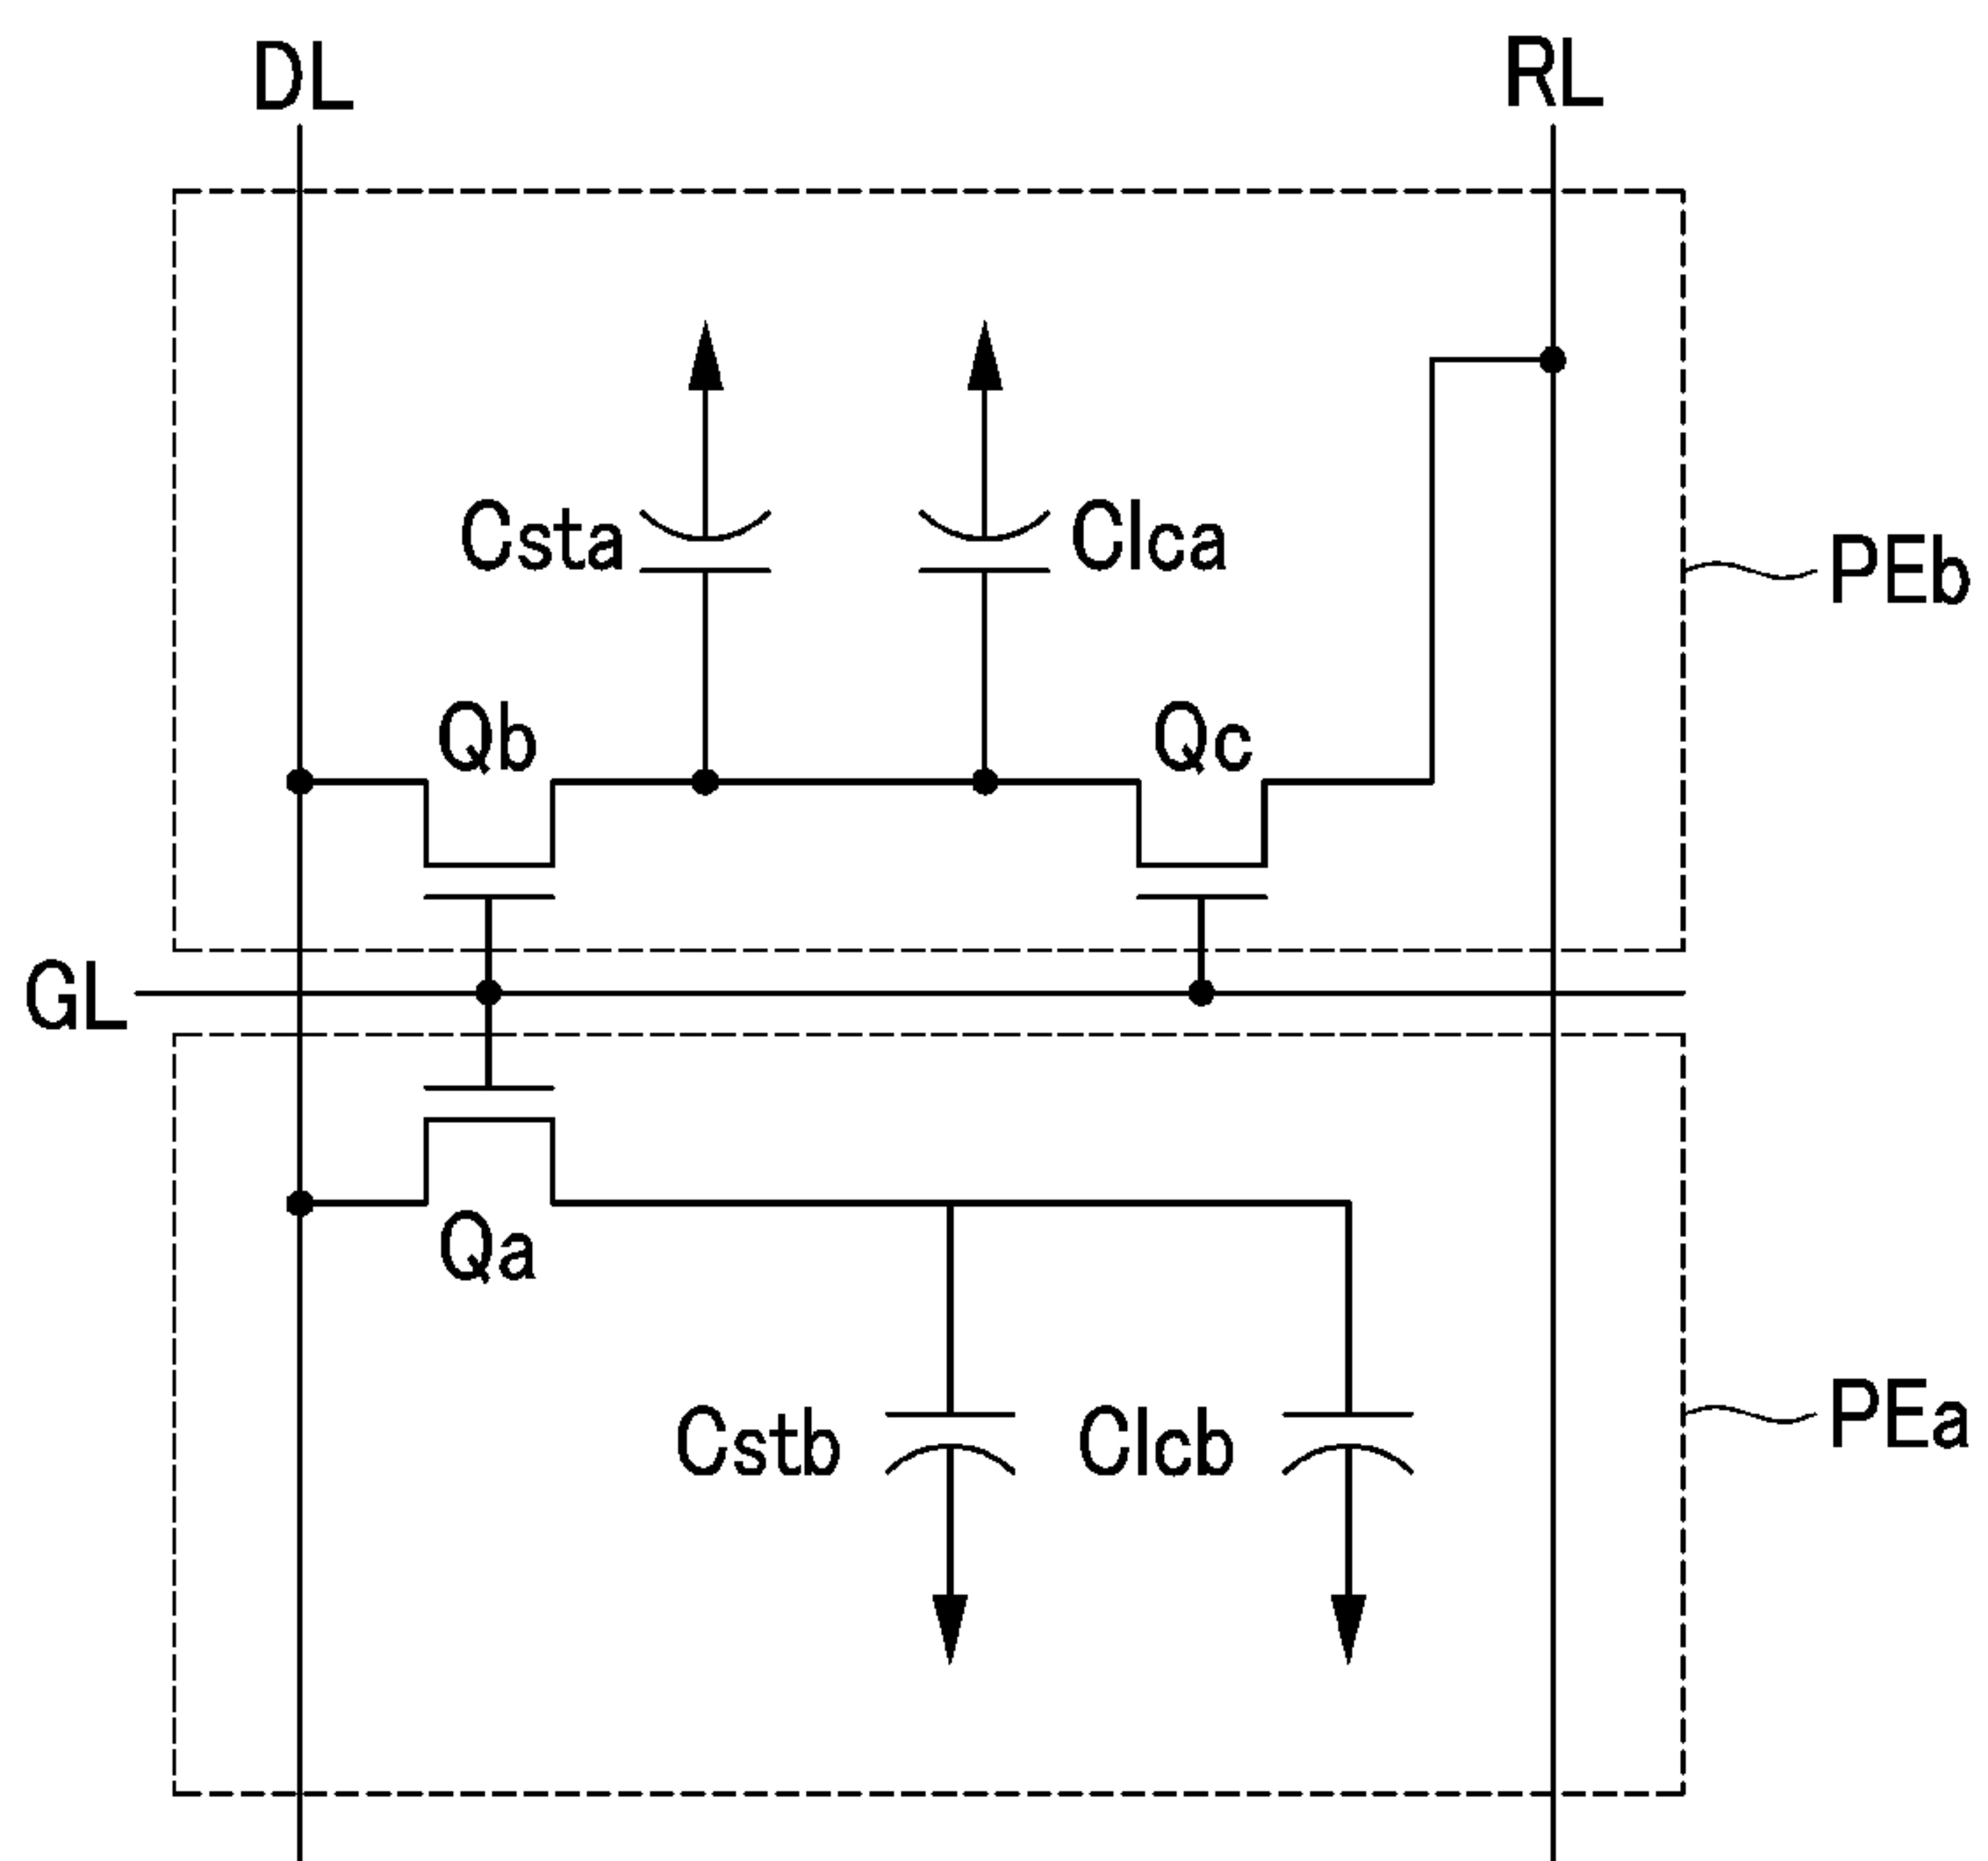 DL RL
Csta Clca PEb
Qb Qc
GL
Qa
Cstb Clcb PEa